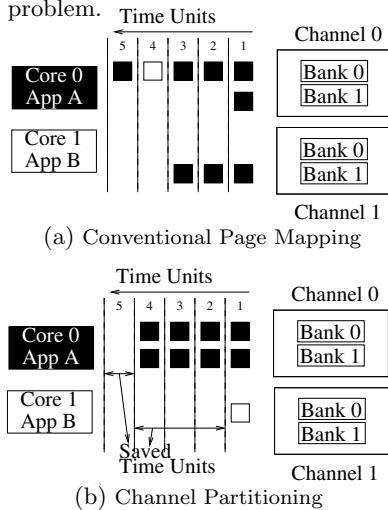 problem.
Time Units
5 4 3 2 1
Channel 0
Core 0
App A
Bank 0
Bank 1
Core 1
App B
Bank 0
Bank 1
Channel 1
(a) Conventional Page Mapping
Time Units
5 4 3 2 1
Channel 0
Core 0
App A
Bank 0
Bank 1
Core 1
App B
Bank 0
Bank 1
Saved
Time Units
Channel 1
(b) Channel Partitioning